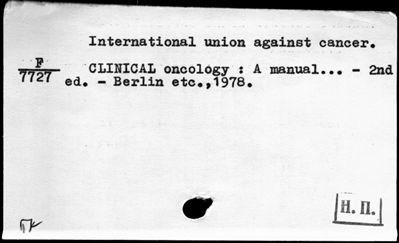 International union against cancer.
F
7727
CLINICAL oncology : A manual... - 2nd
ed. - Berlin etc.,1978.
Н. П.